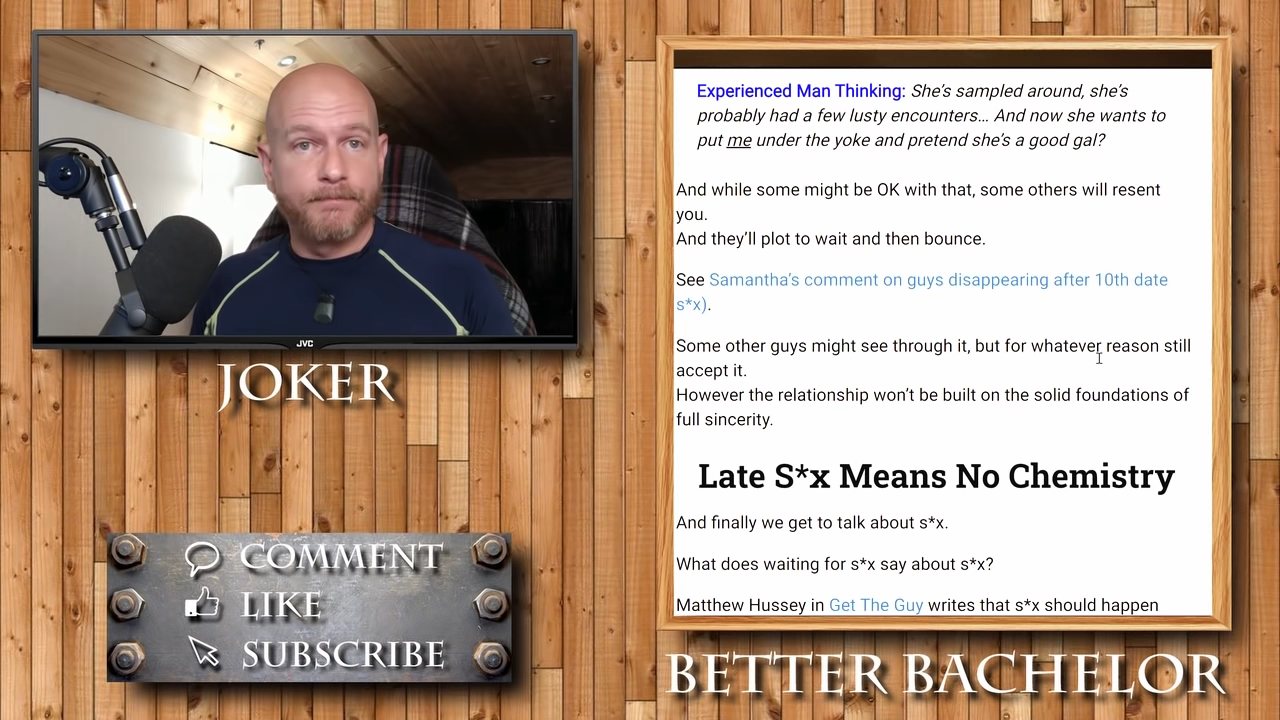 Experienced Man Thinking: She's sampled around, she's
probably had a few lusty encounters... And now she wants to
put me under the yoke and pretend she's a good gal?
And while some might be OK with that, some others will resent
you.
And they'll plot to wait and then bounce.
See Samantha's comment on guys disappearing after 10th date
s*x).
Some other guys might see through it, but for whatever reason still
accept it.
However the relationship won't be built on the solid foundations of
full sincerity.
Late S*x Means No Chemistry
And finally we get to talk about s*x.
What does waiting for s*x say about s*x?
Matthew Hussey in Get The Guy writes that s*x should happen
JVC
JOKER
COMMENT
LIKE
SUBSCRIBE
BETTER BACHELOR